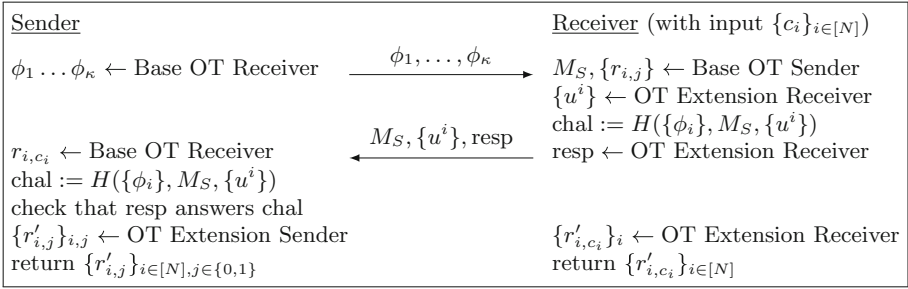 Sender
Receiver (with input {c_i}_{i∈[N]})
ϕ_1 … ϕ_κ ← Base OT Receiver
ϕ_1, …, ϕ_κ
M_S, {r_{i,j}} ← Base OT Sender
{u^i} ← OT Extension Receiver
chal := H({ϕ_i}, M_S, {u^i})
M_S, {u^i}, resp
resp ← OT Extension Receiver
r_{i,c_i} ← Base OT Receiver
chal := H({ϕ_i}, M_S, {u^i})
check that resp answers chal
{r'_{i,j}}_{i,j} ← OT Extension Sender
{r'_{i,c_i}}_i ← OT Extension Receiver
return {r'_{i,j}}_{i∈[N],j∈{0,1}}
return {r'_{i,c_i}}_{i∈[N]}